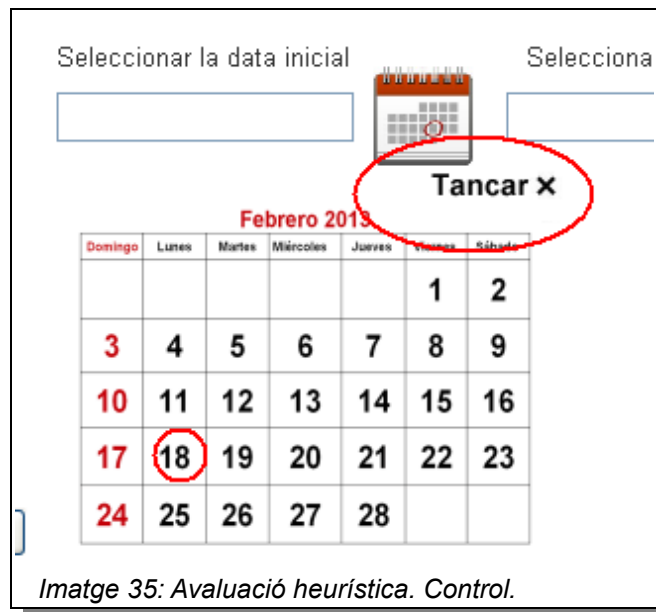 Seleccionar la data inicial Selecciona
Tancar ×
Febrero 2013
Domingo Lunes Martes Miércoles Jueves Viernes Sábado
1 2
3 4 5 6 7 8 9
10 11 12 13 14 15 16
17 18 19 20 21 22 23
24 25 26 27 28
Imatge 35: Avaluació heurística. Control.